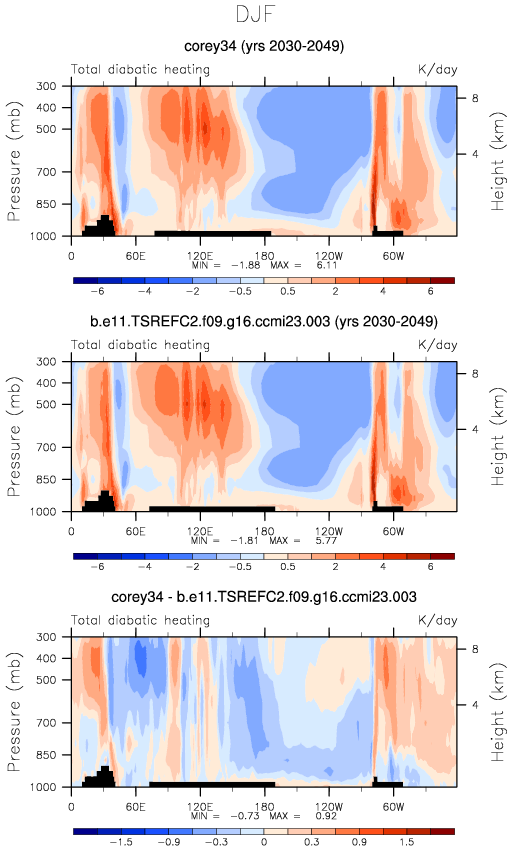 DJF
corey34 (yrs 2030-2049)
Total diabatic heating K/day
Pressure (mb)
300
400
500
700
850
1000
Height (km)
8
4
0 60E 120E 180 120W 60W
MIN = -1.88 MAX = 6.11
-6 -4 -2 -0.5 0.5 2 4 6
b.e11.TSREFC2.f09.g16.ccmi23.003 (yrs 2030-2049)
Total diabatic heating K/day
Pressure (mb)
300
400
500
700
850
1000
Height (km)
8
4
0 60E 120E 180 120W 60W
MIN = -1.81 MAX = 5.77
-6 -4 -2 -0.5 0.5 2 4 6
corey34 - b.e11.TSREFC2.f09.g16.ccmi23.003
Total diabatic heating K/day
Pressure (mb)
300
400
500
700
850
1000
Height (km)
8
4
0 60E 120E 180 120W 60W
MIN = -0.73 MAX = 0.92
-1.5 -0.9 -0.3 0 0.3 0.9 1.5